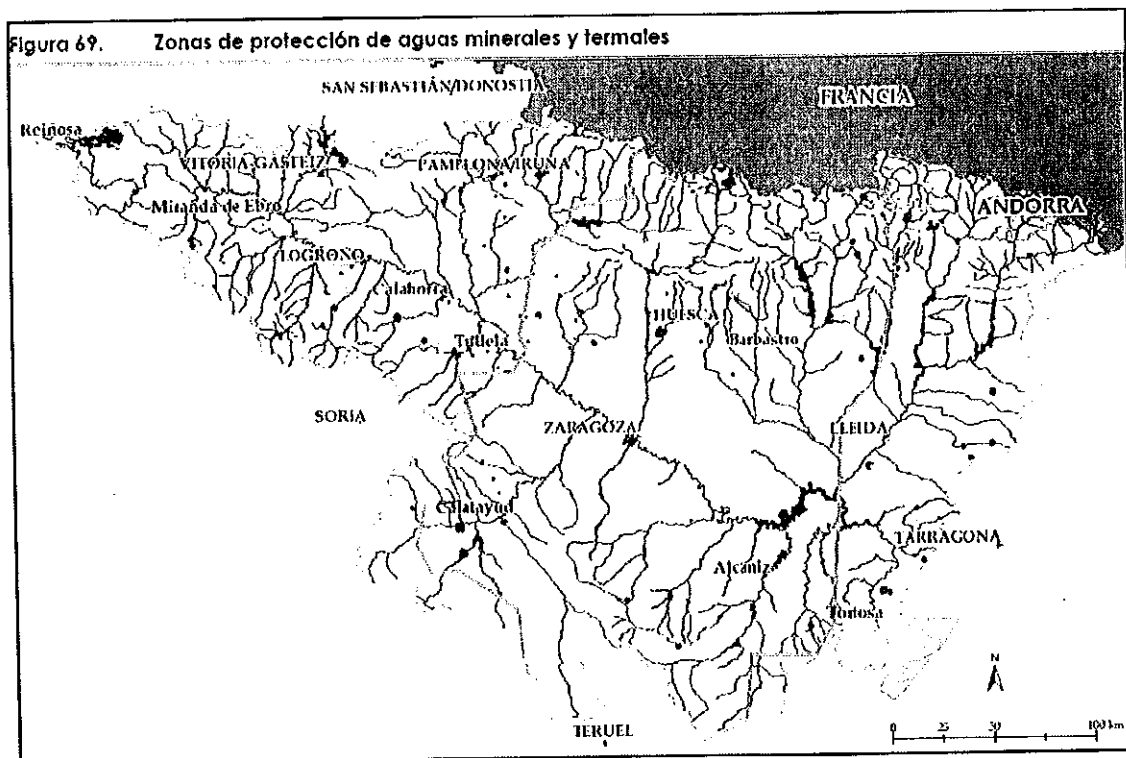 Figura 69. Zonas de protección de aguas minerales y termales
SAN SEBASTIÁN/DONOSTIA
FRANCIA
Reinosa
VITORIA-GASTEIZ
PAMPLONA/IRUÑA
Miranda de Ebro
ANDORRA
LOGROÑO
Calahorra
HUESCA
Tudela
Barbastro
SORIA
ZARAGOZA
LLEIDA
Calatayud
TARRAGONA
Alcañiz
Tortosa
N
TERUEL
0 25 50 100 km